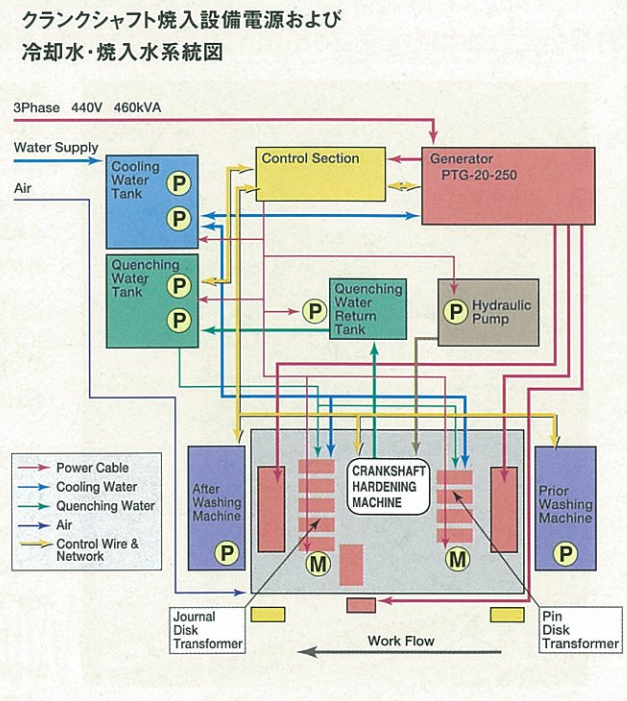 クランクシャフト焼入設備電源および
冷却水・焼入水系統図
3Phase 440V 460kVA
Water Supply
Air
Cooling
Water
Tank
P
P
Control Section
Generator
PTG-20-250
Quenching
Water
Tank
P
P
P
Quenching
Water
Return
Tank
P
Hydraulic
Pump
Power Cable
Cooling Water
Quenching Water
Air
Control Wire &
Network
After
Washing
Machine
P
CRANKSHAFT
HARDENING
MACHINE
M
M
Prior
Washing
Machine
P
Journal
Disk
Transformer
Pin
Disk
Transformer
Work Flow